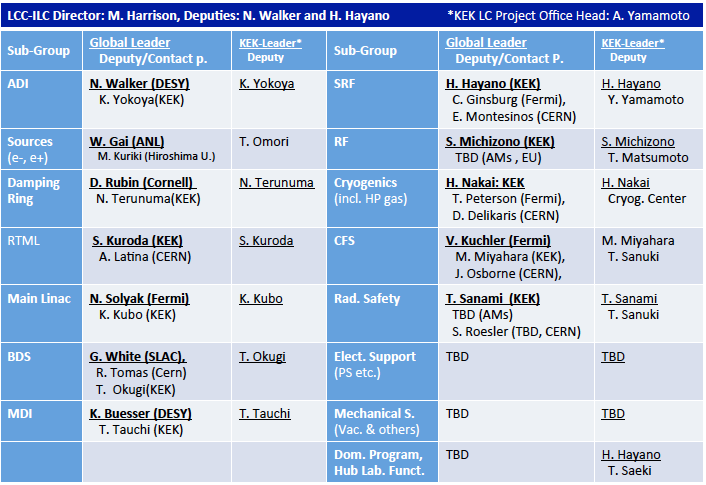 LCC-ILC Director: M. Harrison, Deputies: N. Walker and H. Hayano *KEK LC Project Office Head: A. Yamamoto
Sub-Group
Global Leader
Deputy/Contact p.
KEK-Leader*
Deputy
Sub-Group
Global Leader
Deputy/Contact P.
KEK-Leader*
Deputy
ADI
N. Walker (DESY)
K. Yokoya(KEK)
K. Yokoya
SRF
H. Hayano (KEK)
C. Ginsburg (Fermi),
E. Montesinos (CERN)
H. Hayano
Y. Yamamoto
Sources
(e-, e+)
W. Gai (ANL)
M. Kuriki (Hiroshima U.)
T. Omori
RF
S. Michizono (KEK)
TBD (AMs , EU)
S. Michizono
T. Matsumoto
Damping
Ring
D. Rubin (Cornell)
N. Terunuma(KEK)
N. Terunuma
Cryogenics
(incl. HP gas)
H. Nakai: KEK
T. Peterson (Fermi),
D. Delikaris (CERN)
H. Nakai
Cryog. Center
RTML
S. Kuroda (KEK)
A. Latina (CERN)
S. Kuroda
CFS
V. Kuchler (Fermi)
M. Miyahara (KEK),
J. Osborne (CERN),
M. Miyahara
T. Sanuki
Main Linac
N. Solyak (Fermi)
K. Kubo (KEK)
K. Kubo
Rad. Safety
T. Sanami (KEK)
TBD (AMs)
S. Roesler (TBD, CERN)
T. Sanami
T. Sanuki
BDS
G. White (SLAC),
R. Tomas (Cern)
T. Okugi(KEK)
T. Okugi
Elect. Support
(PS etc.)
TBD
TBD
MDI
K. Buesser (DESY)
T. Tauchi (KEK)
T. Tauchi
Mechanical S.
(Vac. & others)
TBD
TBD
Dom. Program,
Hub Lab. Funct.
TBD
H. Hayano
T. Saeki